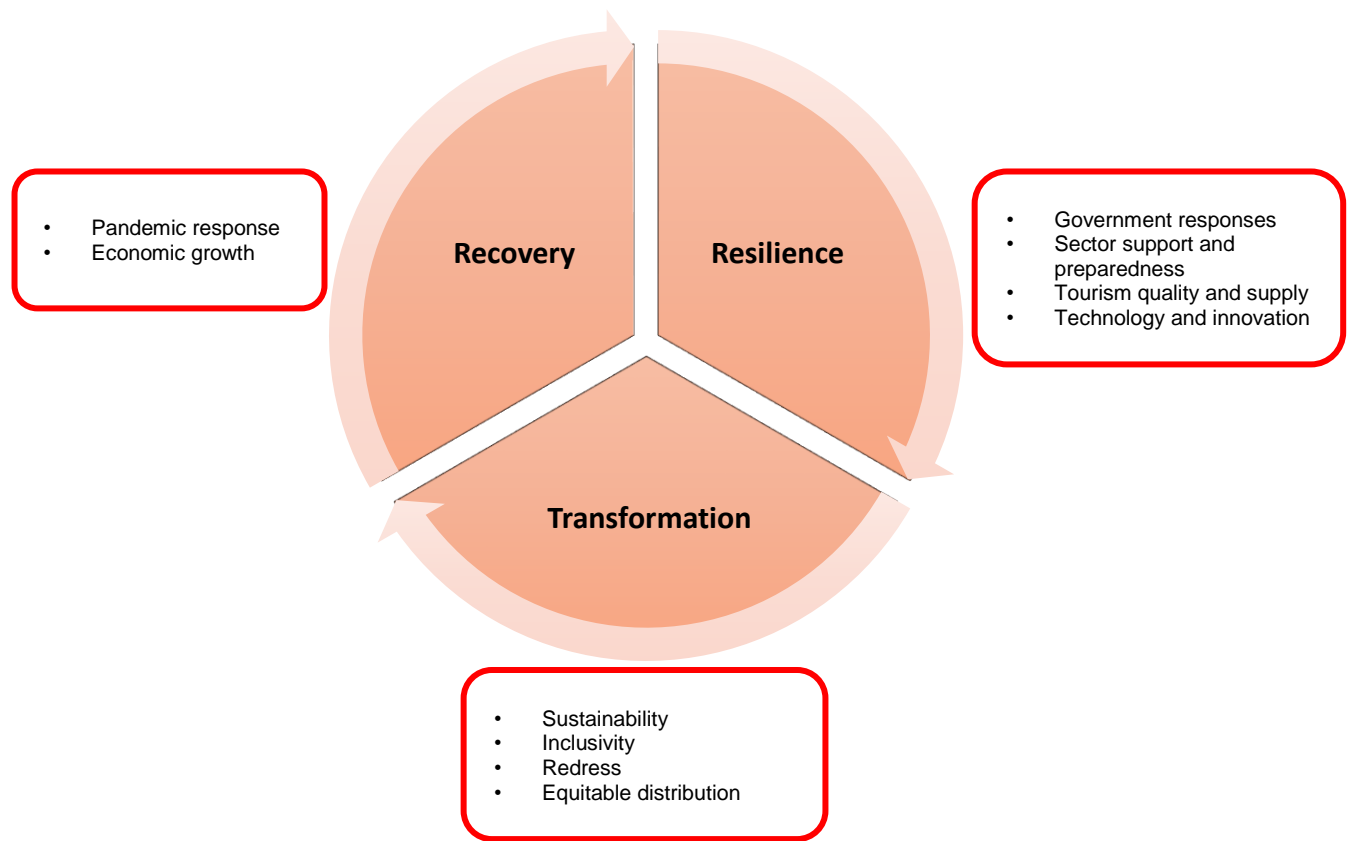 Recovery
Resilience
Transformation
• Pandemic response
• Economic growth
• Government responses
• Sector support and
preparedness
• Tourism quality and supply
• Technology and innovation
• Sustainability
• Inclusivity
• Redress
• Equitable distribution